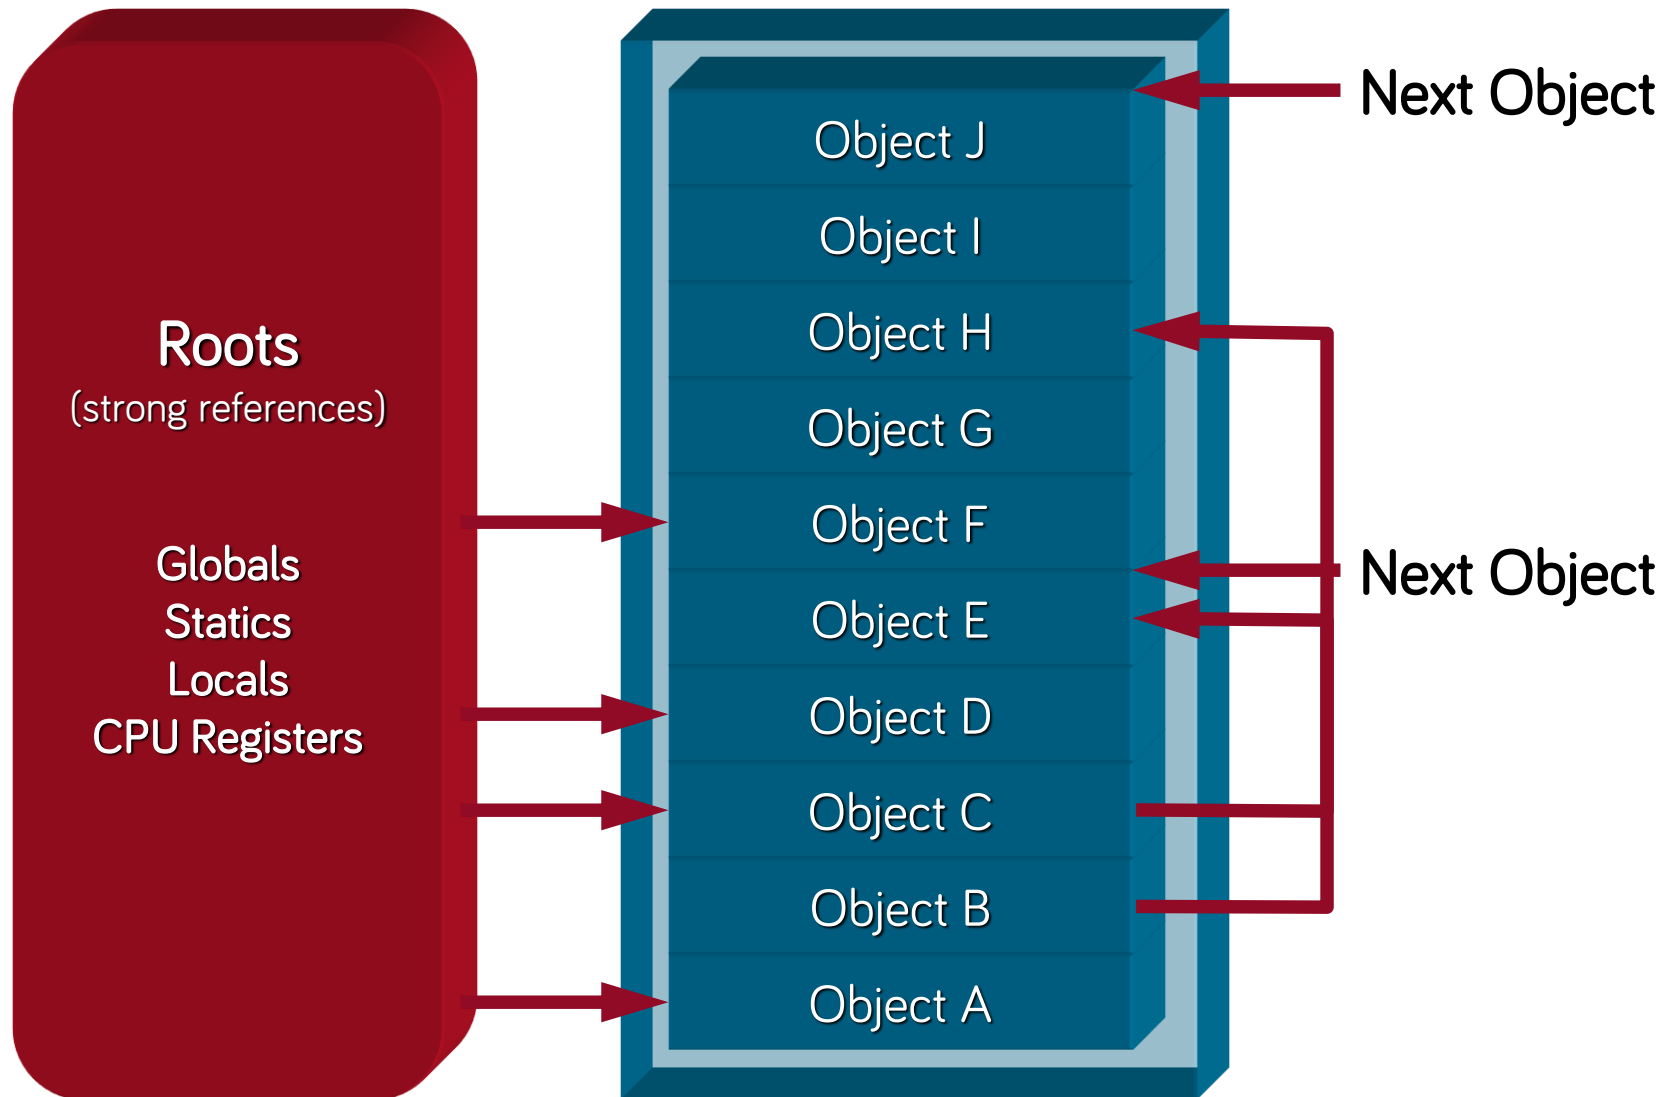 Roots
(strong references)
Globals
Statics
Locals
CPU Registers
Object J
Object I
Object H
Object G
Object F
Object E
Object D
Object C
Object B
Object A
Next Object
Next Object